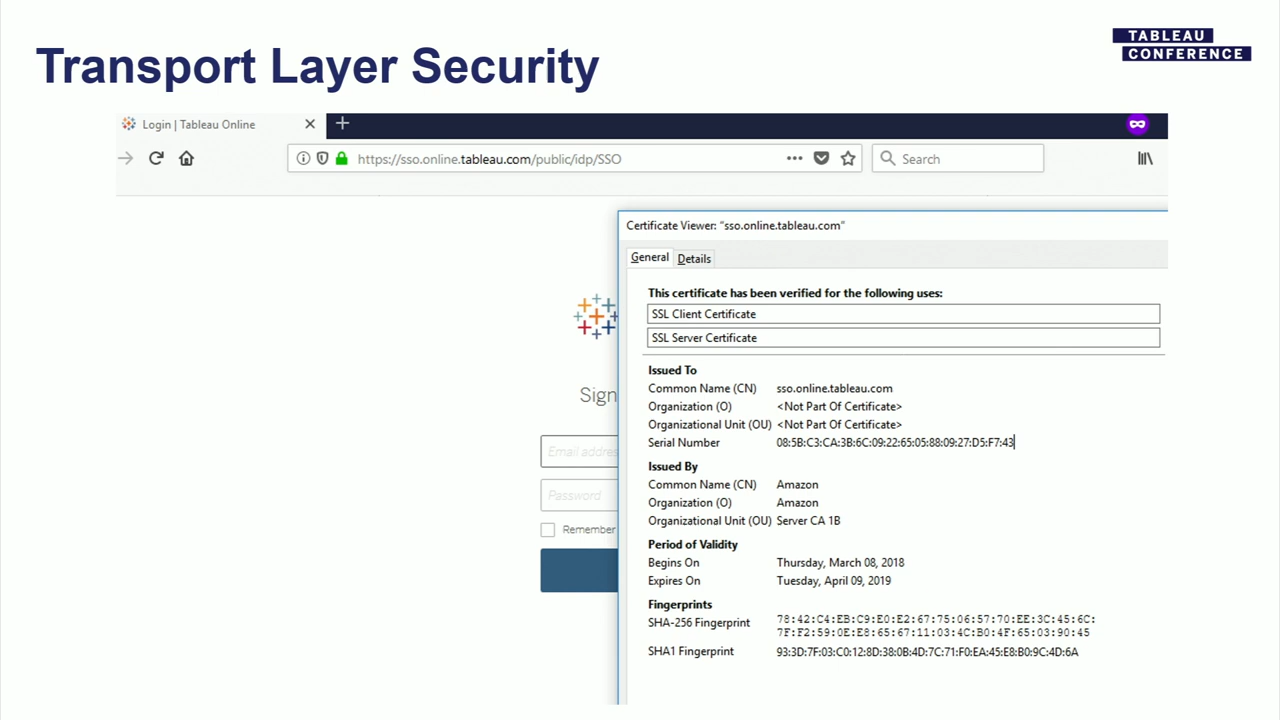 Transport Layer Security
TABLEAU
CONFERENCE
Login | Tableau Online
https://sso.online.tableau.com/public/idp/SSO
Search
Certificate Viewer: "sso.online.tableau.com"
General Details
This certificate has been verified for the following uses:
SSL Client Certificate
SSL Server Certificate
Sign
Email addre
Password
Remember
Issued To
Common Name (CN) sso.online.tableau.com
Organization (O) <Not Part Of Certificate>
Organizational Unit (OU) <Not Part Of Certificate>
Serial Number 08:5B:C3:CA:3B:6C:09:22:65:05:88:09:27:D5:F7:43
Issued By
Common Name (CN) Amazon
Organization (O) Amazon
Organizational Unit (OU) Server CA 1B
Period of Validity
Begins On Thursday, March 08, 2018
Expires On Tuesday, April 09, 2019
Fingerprints
SHA-256 Fingerprint 78:42:C4:EB:C9:E0:E2:67:75:06:57:70:EE:3C:45:6C:
7F:F2:59:0E:E8:65:67:11:03:4C:B0:4F:65:03:90:45
SHA1 Fingerprint 93:3D:7F:03:C0:12:8D:38:0B:4D:7C:71:F0:EA:45:E8:B0:9C:4D:6A